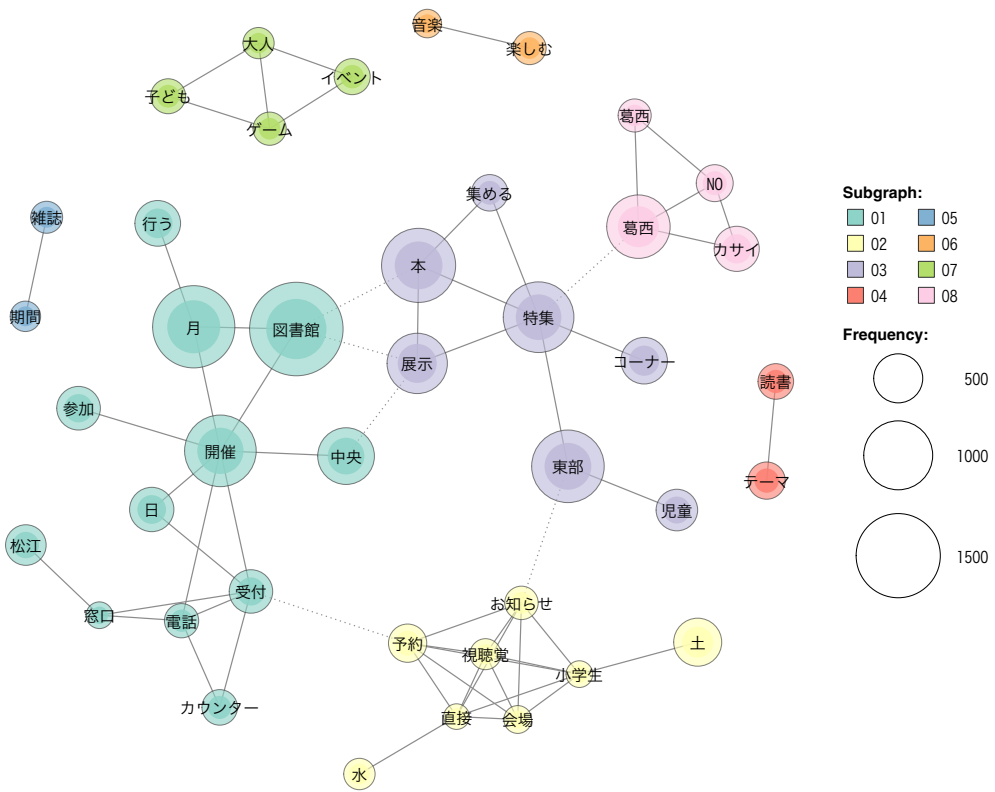 音楽
楽しむ
大人
イベント
子ども
ゲーム
葛西
NO
葛西
カサイ
集める
雑誌
行う
本
期間
月
図書館
特集
展示
コーナー
読書
参加
開催
中央
東部
テーマ
日
児童
松江
窓口
電話
受付
お知らせ
予約
視聴覚
小学生
土
カウンター
直接
会場
水
Subgraph:
01 05
02 06
03 07
04 08
Frequency:
500
1000
1500